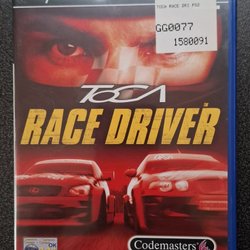 TOCA RACE DRI PS2
GG0077
1580091
TOCA
RACE DRIVER
Codemasters